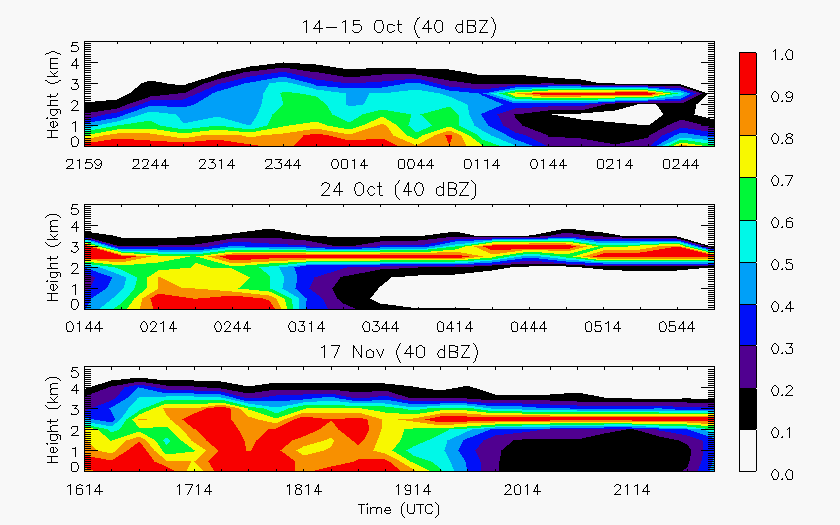 14-15 Oct (40 dBZ)
Height (km)
5
4
3
2
1
0
2159 2244 2314 2344 0014 0044 0114 0144 0214 0244
24 Oct (40 dBZ)
Height (km)
5
4
3
2
1
0
0144 0214 0244 0314 0344 0414 0444 0514 0544
17 Nov (40 dBZ)
Height (km)
5
4
3
2
1
0
1614 1714 1814 1914 2014 2114
Time (UTC)
1.0
0.9
0.8
0.7
0.6
0.5
0.4
0.3
0.2
0.1
0.0